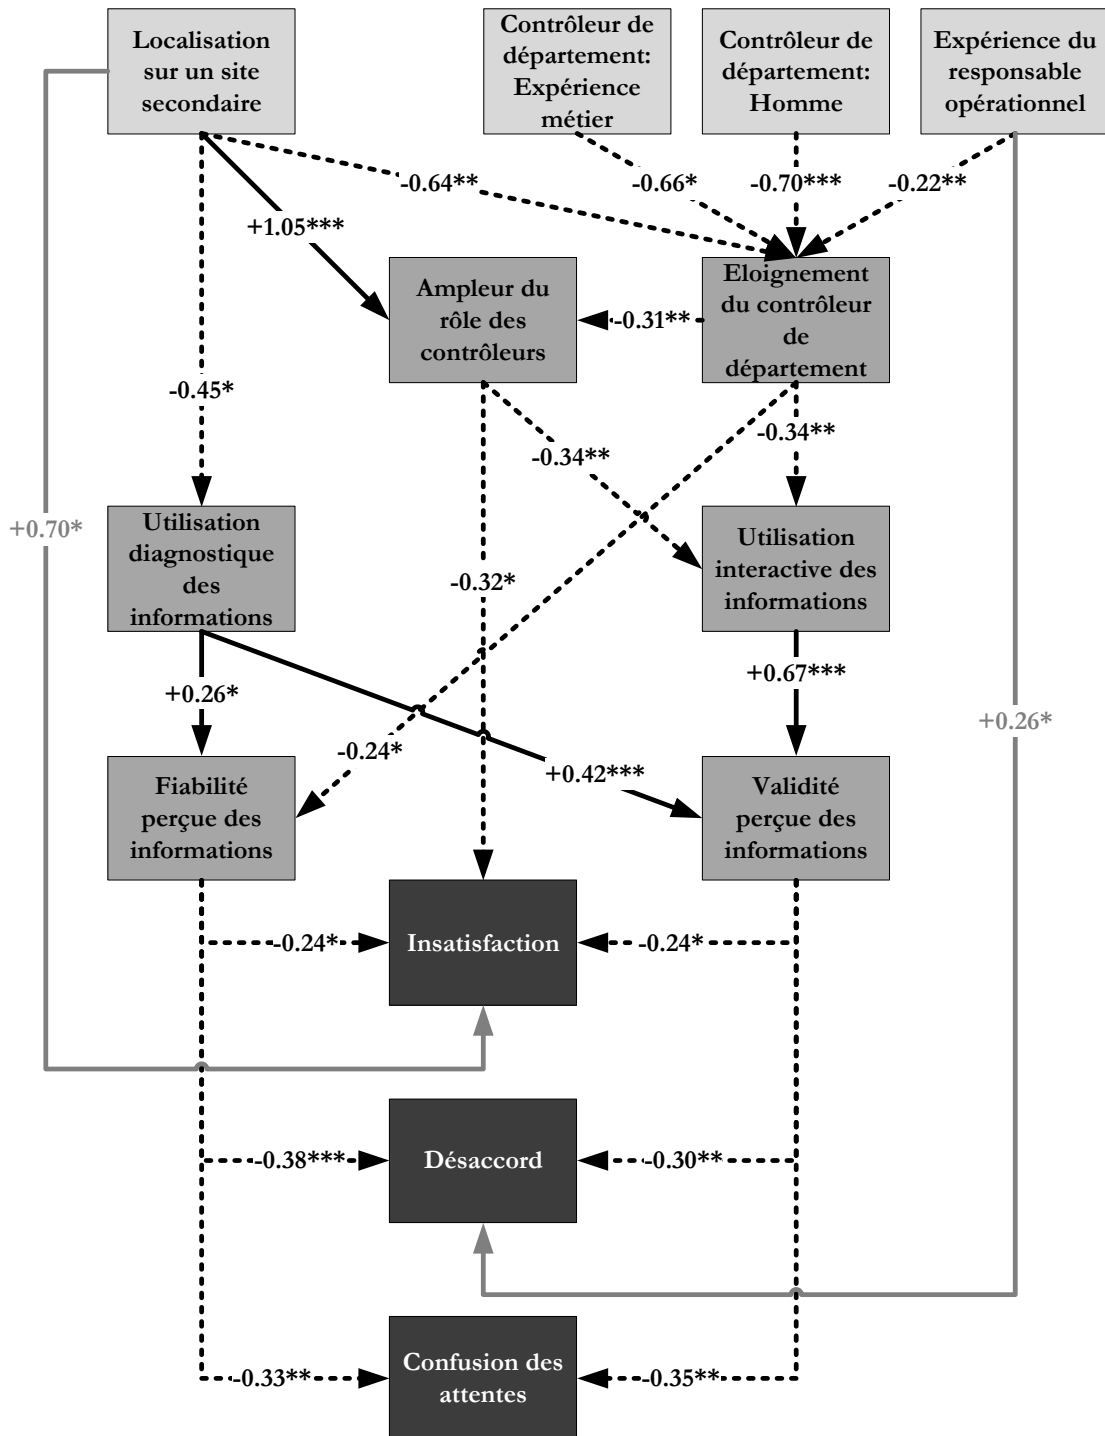 Localisation
sur un site
secondaire
Contrôleur de
département:
Expérience
métier
Contrôleur de
département:
Homme
Expérience du
responsable
opérationnel
-0.64**
-0.66*
-0.70***
-0.22**
+1.05***
Ampleur du
rôle des
contrôleurs
-0.31**
Eloignement
du contrôleur
de
département
-0.45*
-0.34**
-0.34**
+0.70*
Utilisation
diagnostique
des
informations
-0.32*
Utilisation
interactive des
informations
+0.26*
+0.67***
+0.26*
-0.24*
+0.42***
Fiabilité
perçue des
informations
Validité
perçue des
informations
-0.24*
Insatisfaction
-0.24*
-0.38***
Désaccord
-0.30**
-0.33**
Confusion des
attentes
-0.35**